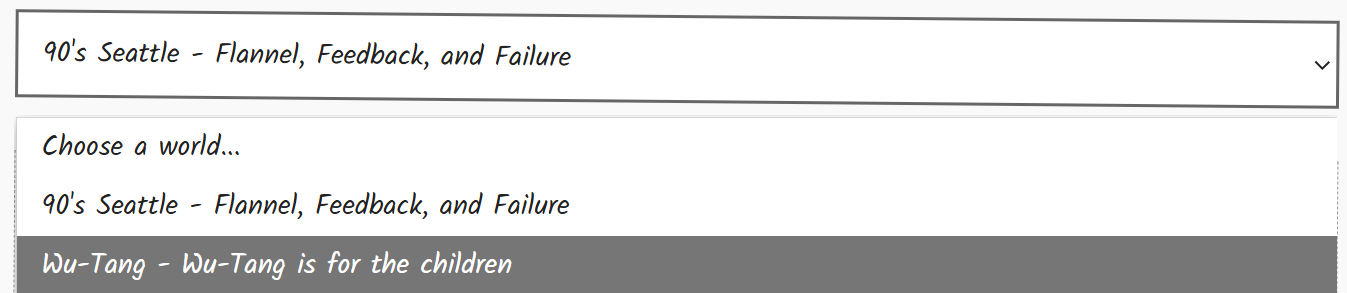 90's Seattle - Flannel, Feedback, and Failure
Choose a world...
90's Seattle - Flannel, Feedback, and Failure
Wu-Tang - Wu-Tang is for the children